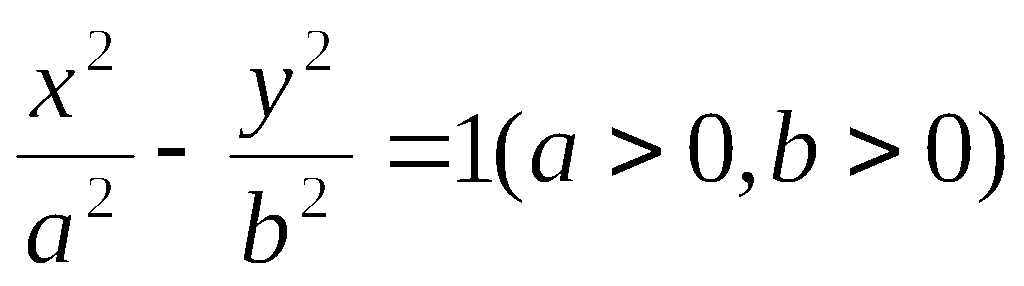 x²/a² - y²/b² =1(a > 0,b > 0)